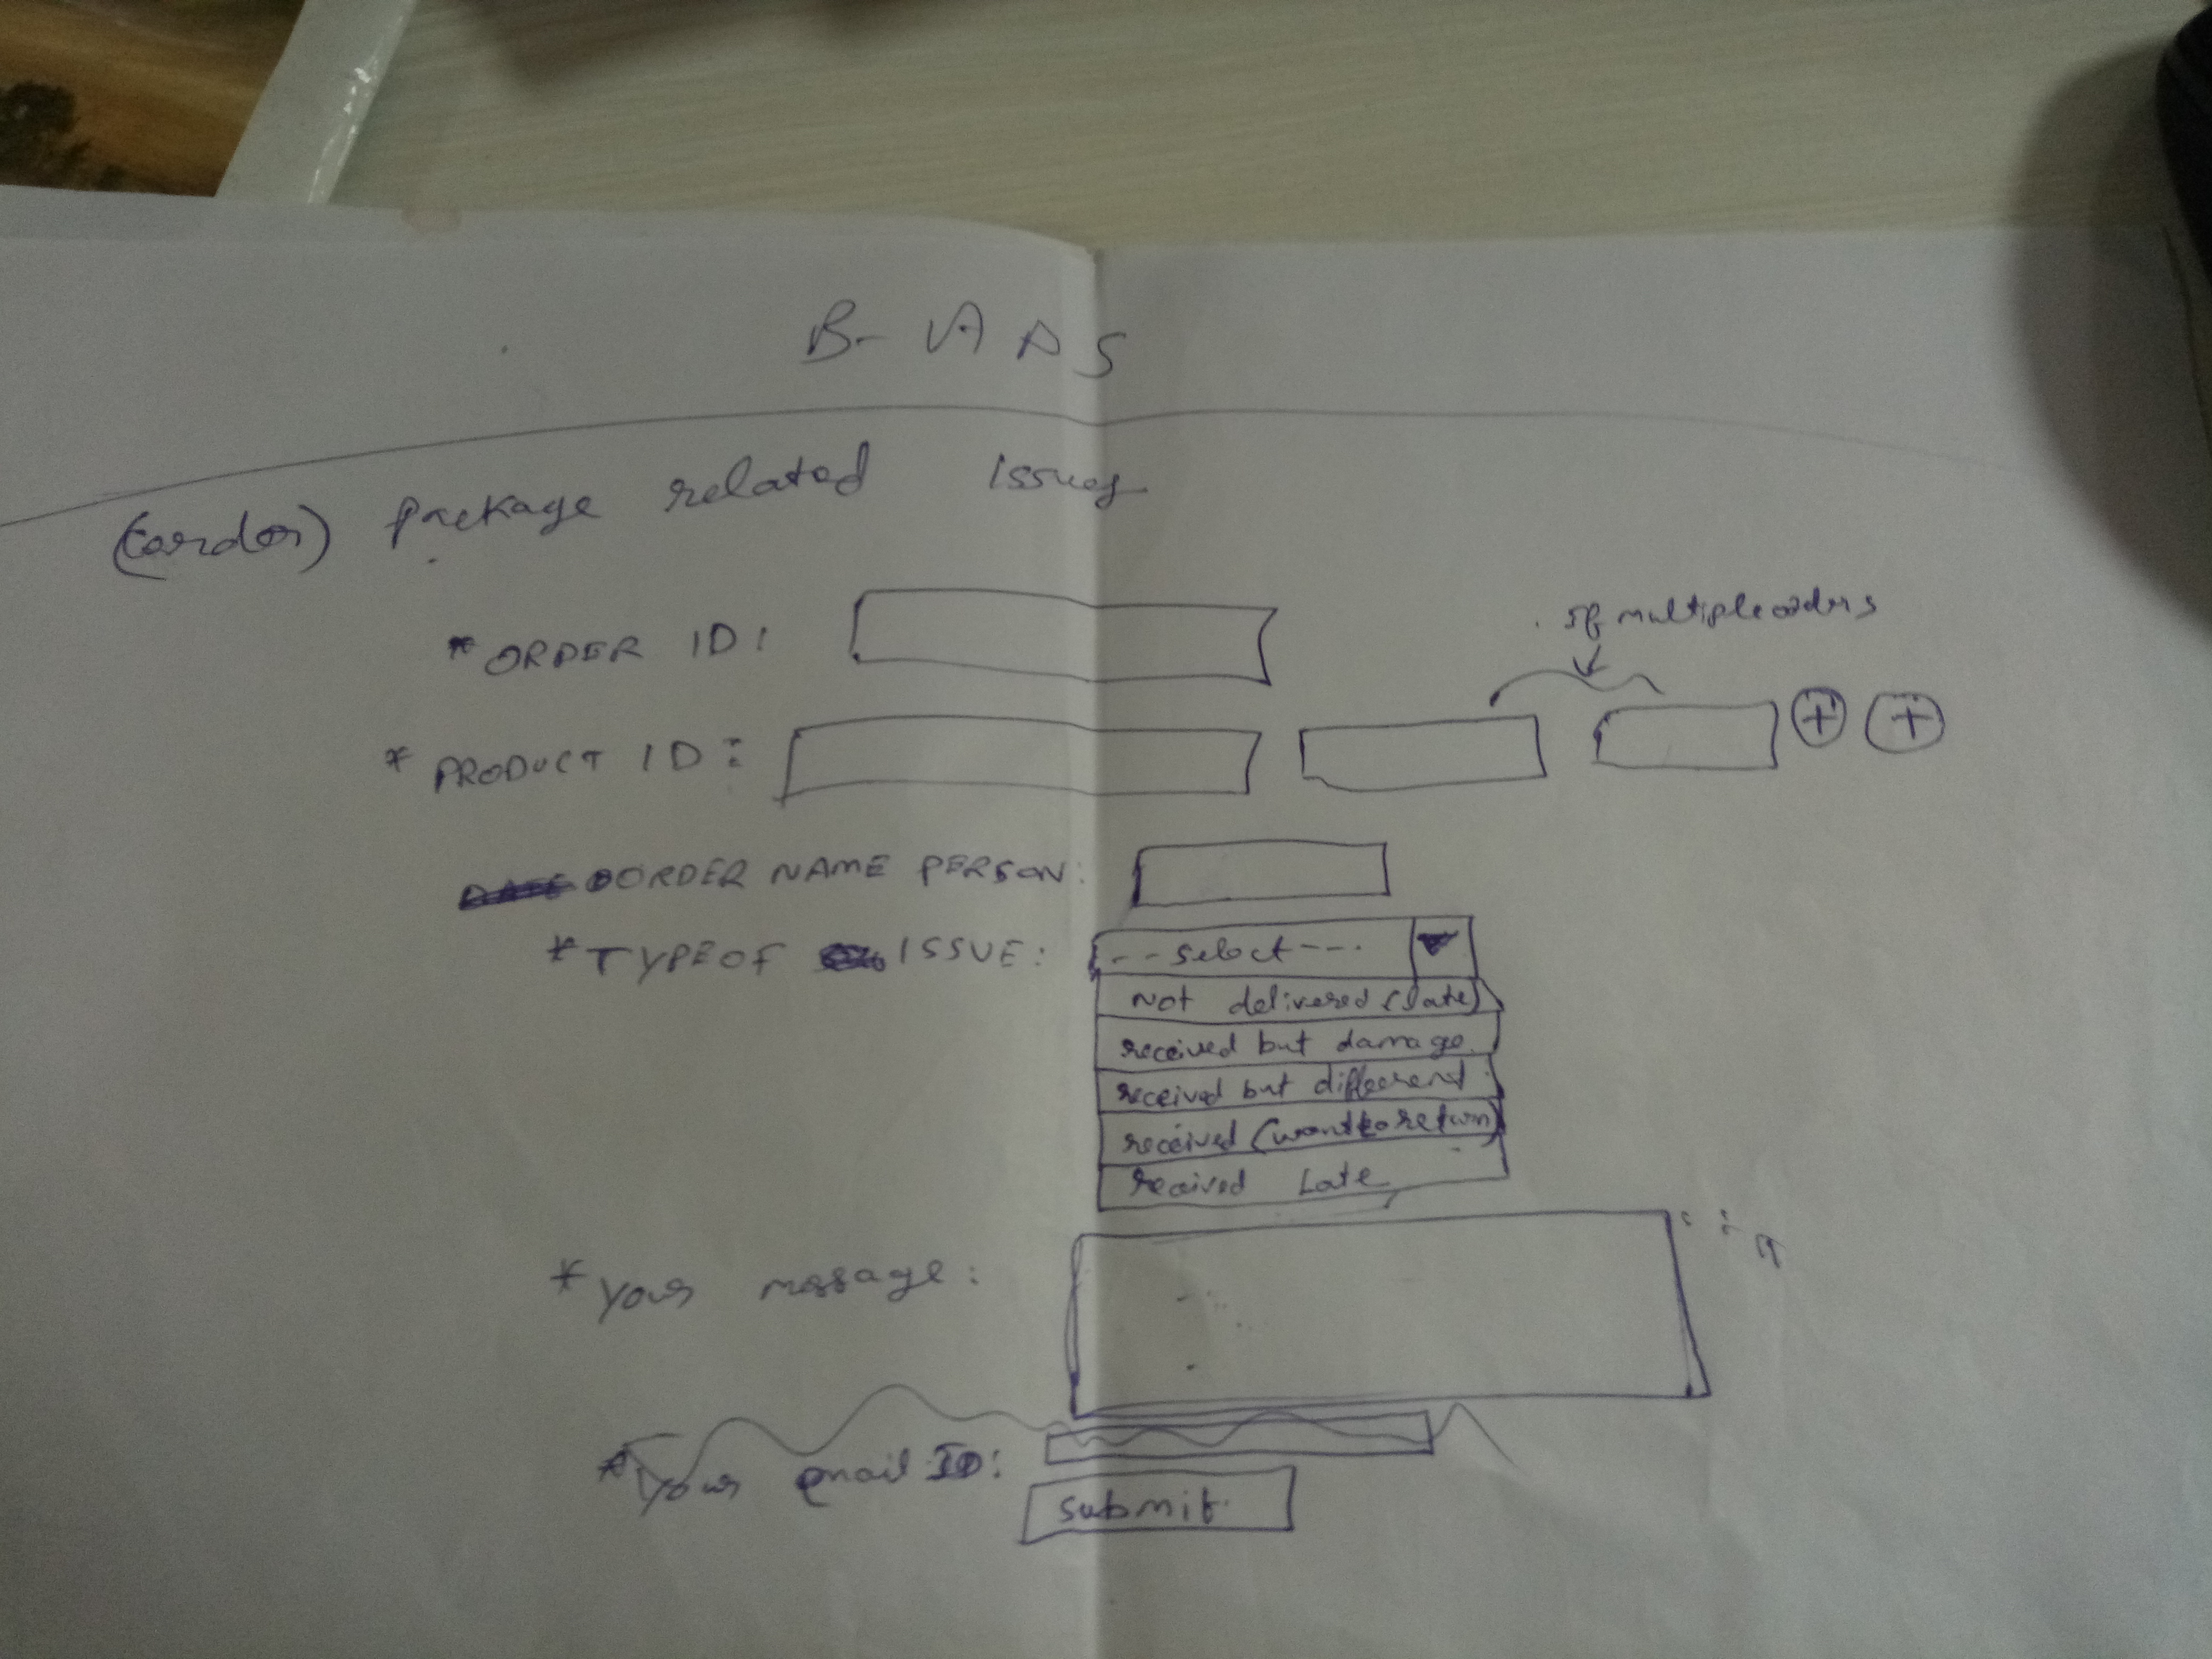 B-VADS
(order) package related issues
*ORDER ID:
if multiple orders
* PRODUCT ID: + +
ORDER NAME PERSON:
*TYPE OF ISSUE: ---select---
Not delivered (late)
received but damage
received but different
received (want to return)
received Late
*Your message:
*Your email ID:
submit